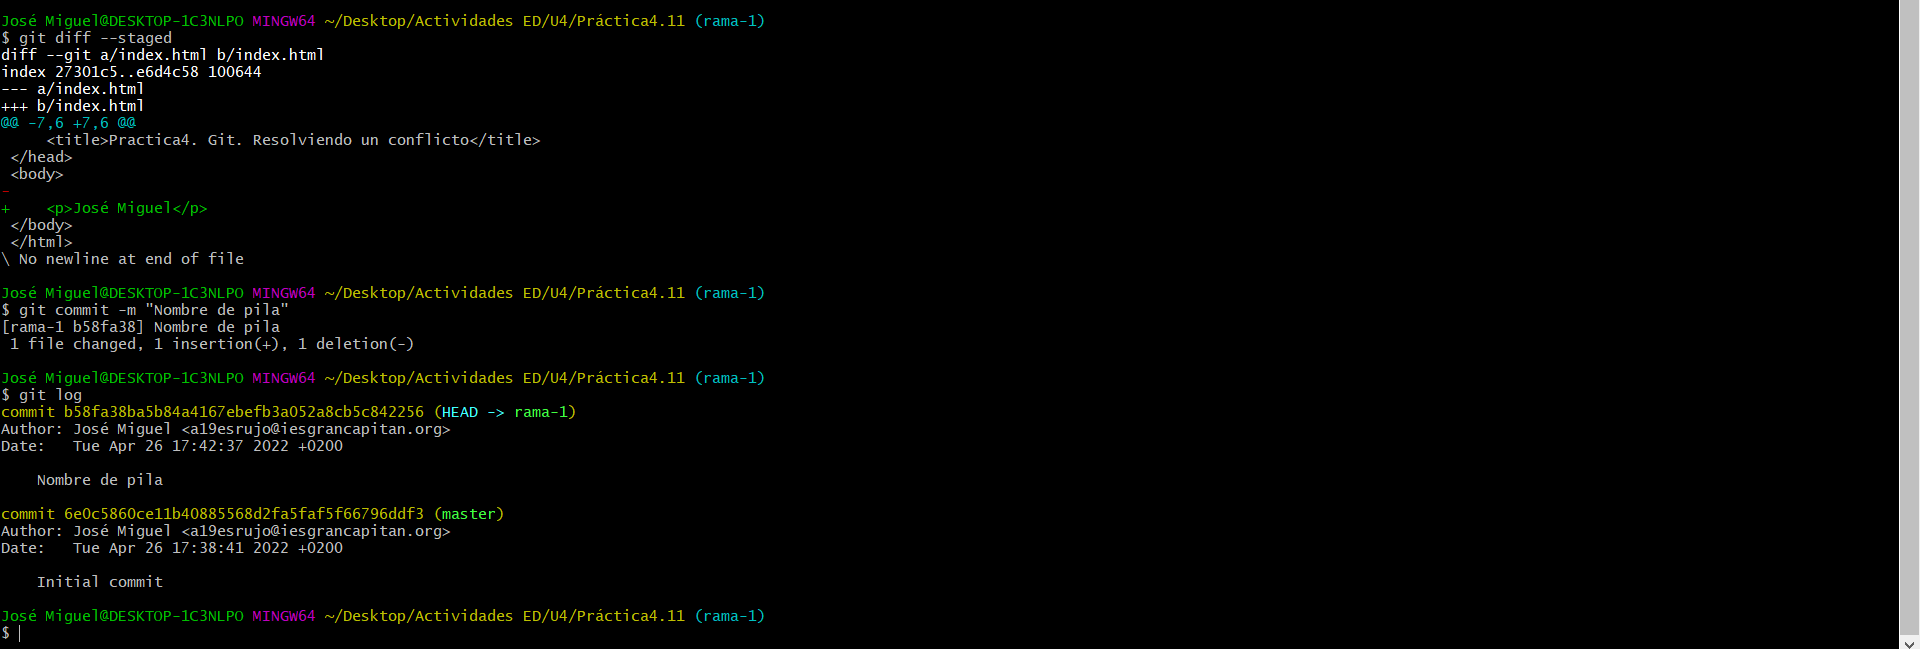 José Miguel@DESKTOP-1C3NLPO MINGW64 ~/Desktop/Actividades ED/U4/Práctica4.11 (rama-1)
$ git diff --staged
diff --git a/index.html b/index.html
index 27301c5..e6d4c58 100644
--- a/index.html
+++ b/index.html
@@ -7,6 +7,6 @@
     <title>Practica4. Git. Resolviendo un conflicto</title>
 </head>
 <body>
-
+    <p>José Miguel</p>
 </body>
 </html>
\ No newline at end of file
José Miguel@DESKTOP-1C3NLPO MINGW64 ~/Desktop/Actividades ED/U4/Práctica4.11 (rama-1)
$ git commit -m "Nombre de pila"
[rama-1 b58fa38] Nombre de pila
 1 file changed, 1 insertion(+), 1 deletion(-)
José Miguel@DESKTOP-1C3NLPO MINGW64 ~/Desktop/Actividades ED/U4/Práctica4.11 (rama-1)
$ git log
commit b58fa38ba5b84a4167ebefb3a052a8cb5c842256 (HEAD -> rama-1)
Author: José Miguel <a19esrujo@iesgrancapitan.org>
Date:   Tue Apr 26 17:42:37 2022 +0200
    Nombre de pila
commit 6e0c5860ce11b40885568d2fa5faf5f66796ddf3 (master)
Author: José Miguel <a19esrujo@iesgrancapitan.org>
Date:   Tue Apr 26 17:38:41 2022 +0200
    Initial commit
José Miguel@DESKTOP-1C3NLPO MINGW64 ~/Desktop/Actividades ED/U4/Práctica4.11 (rama-1)
$